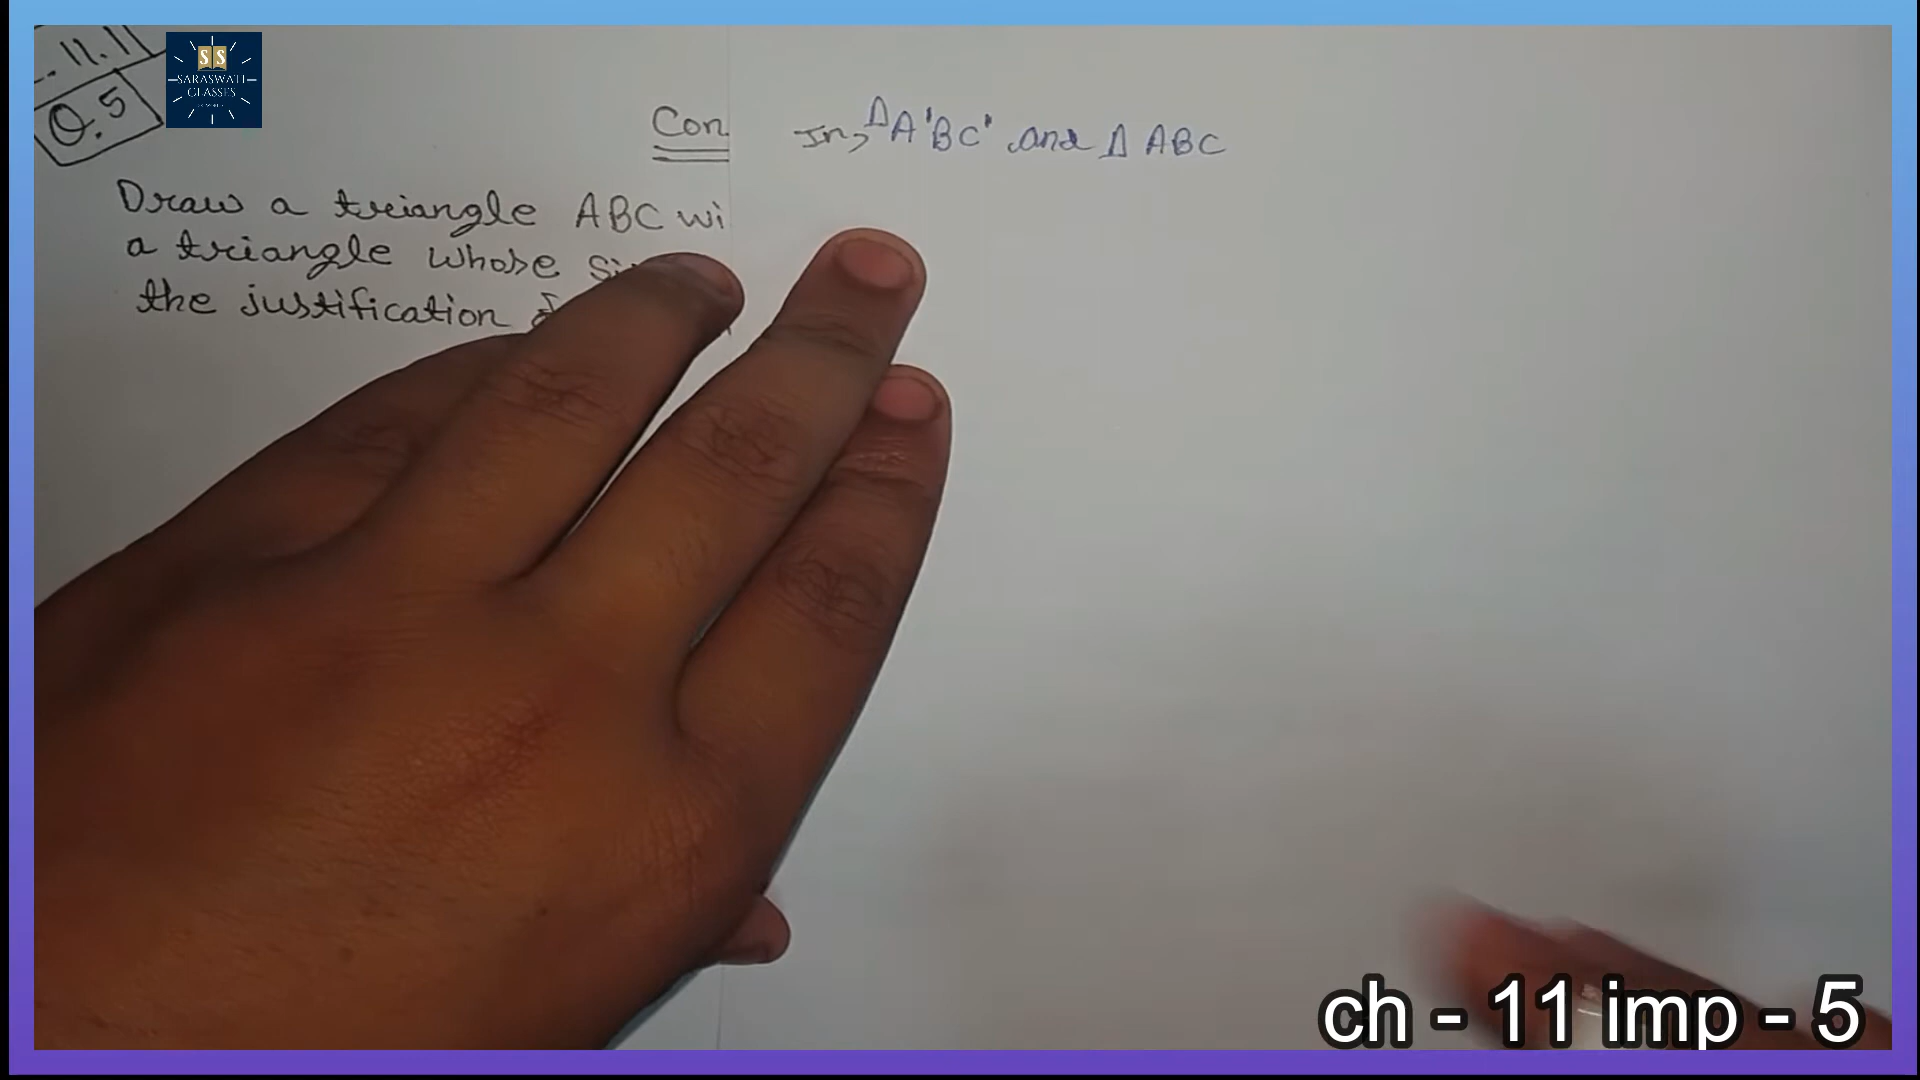 11.11
Q.5
SS
SARASWATI
CLASSES
Con
In, ΔA'BC' and Δ ABC
Draw a triangle ABC wi
a triangle whose si
the justification
ch - 11 imp - 5